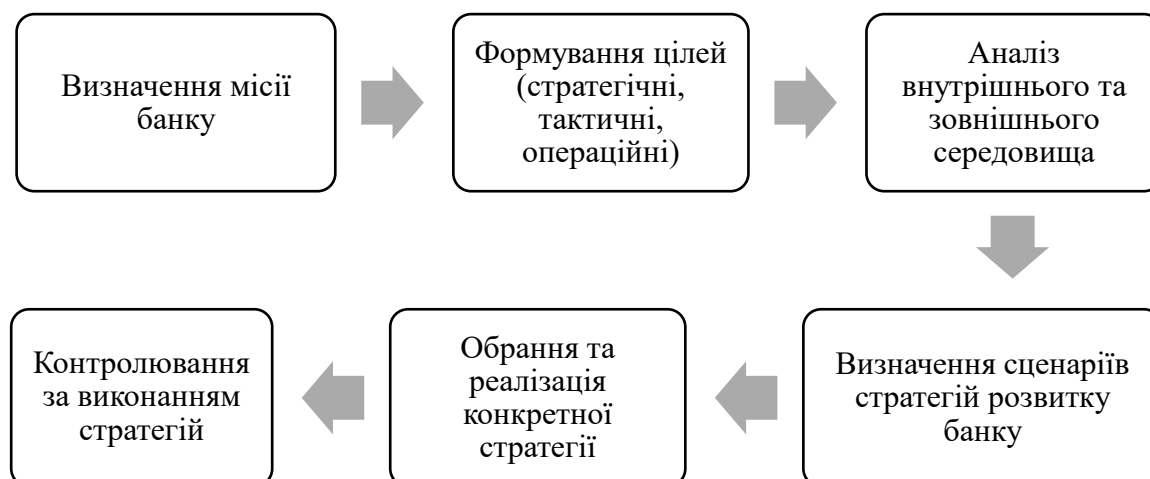 Визначення місії
банку
Формування цілей
(стратегічні,
тактичні,
операційні)
Аналіз
внутрішнього та
зовнішнього
середовища
Визначення сценаріїв
стратегій розвитку
банку
Обрання та
реалізація
конкретної
стратегії
Контролювання
за виконанням
стратегій